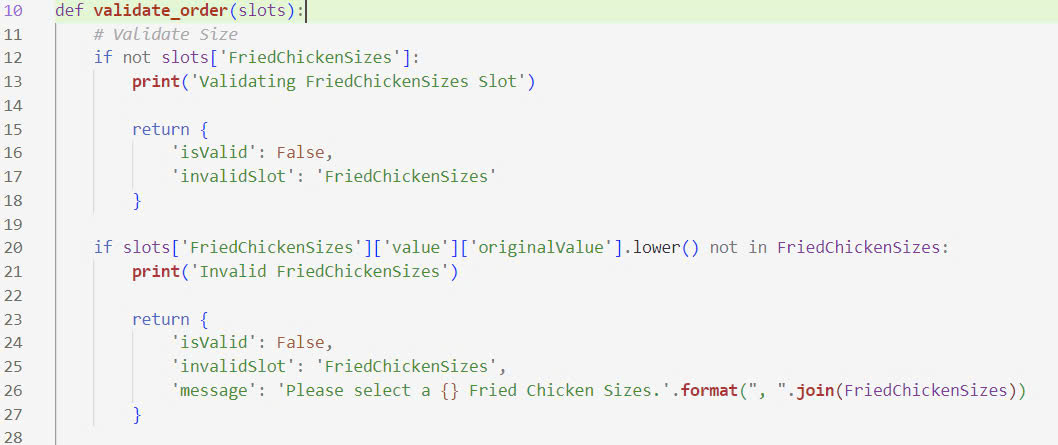 10 def validate_order(slots):
11 # Validate Size
12 if not slots['FriedChickenSizes']:
13 print('Validating FriedChickenSizes Slot')
14
15 return {
16 'isValid': False,
17 'invalidSlot': 'FriedChickenSizes'
18 }
19
20 if slots['FriedChickenSizes']['value']['originalValue'].lower() not in FriedChickenSizes:
21 print('Invalid FriedChickenSizes')
22
23 return {
24 'isValid': False,
25 'invalidSlot': 'FriedChickenSizes',
26 'message': 'Please select a {} Fried Chicken Sizes.'.format(", ".join(FriedChickenSizes))
27 }
28